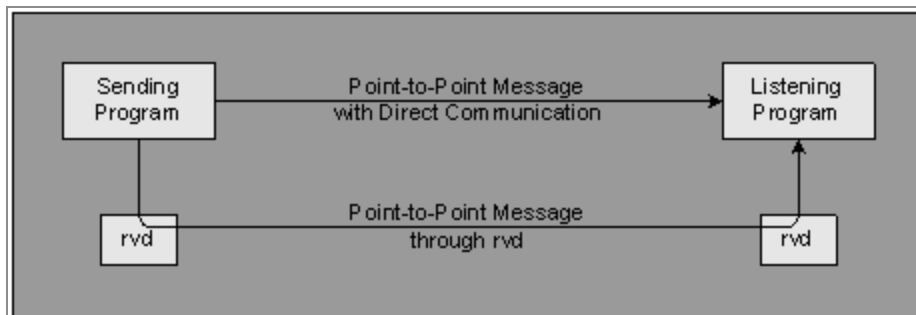 Sending
Program
Point-to-Point Message
with Direct Communication
Listening
Program
rvd
Point-to-Point Message
through rvd
rvd